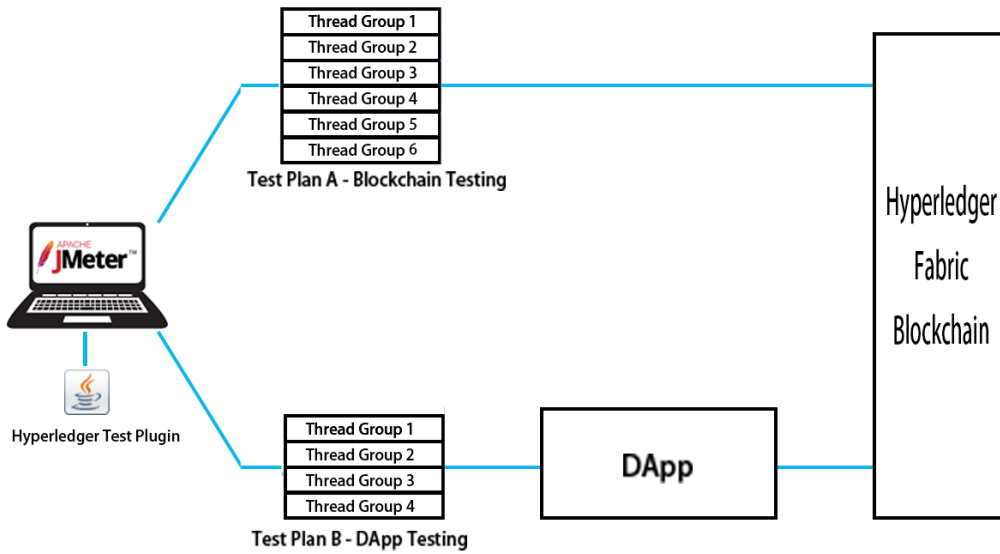 Thread Group 1
Thread Group 2
Thread Group 3
Thread Group 4
Thread Group 5
Thread Group 6
Test Plan A - Blockchain Testing
APACHE
JMeter™
Hyperledger Test Plugin
Thread Group 1
Thread Group 2
Thread Group 3
Thread Group 4
Test Plan B - DApp Testing
DApp
Hyperledger
Fabric
Blockchain